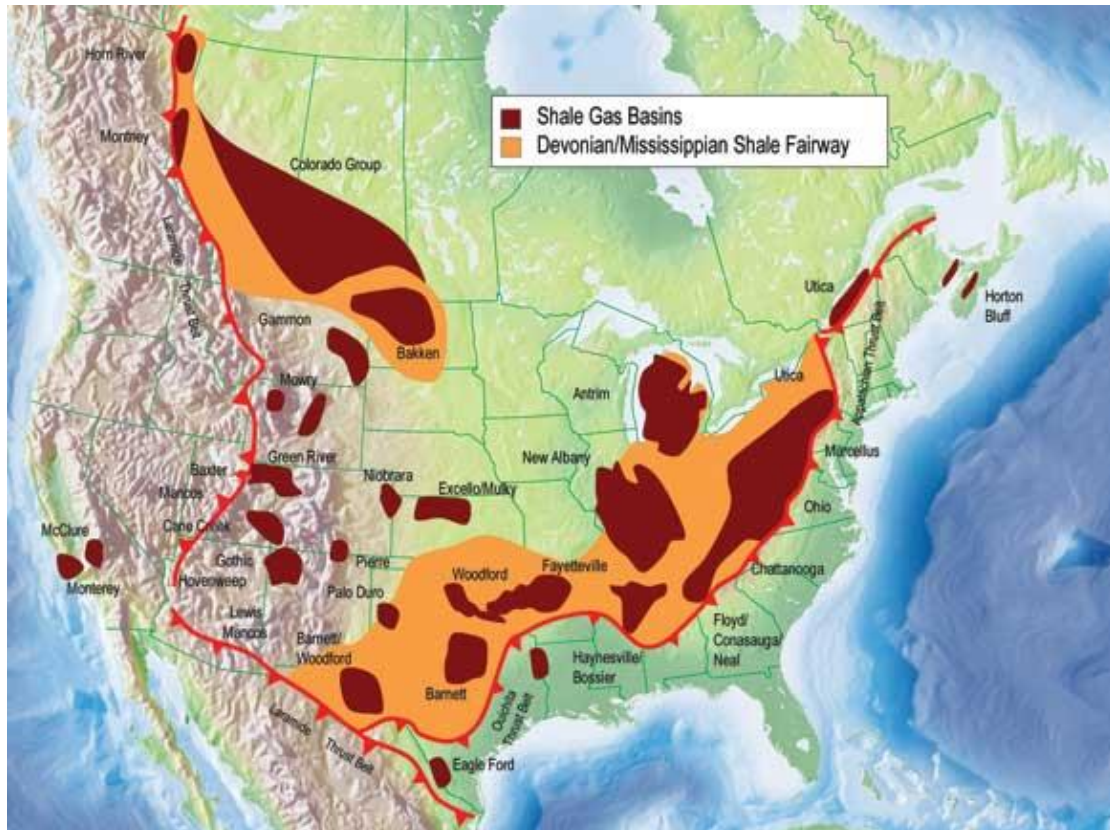 Horn River
Shale Gas Basins
Devonian/Mississippian Shale Fairway
Montney
Colorado Group
Laramide
Thrust Belt
Utica
Horton
Bluff
Gammon
Bakken
Appalachian Thrust Belt
Utica
Mowry
Antrim
Marcellus
Green River
New Albany
Baxter
Niobrara
Excello/Mulky
Mancos
Ohio
McClure
Cane Creek
Monterey
Gothic
Pierre
Fayetteville
Chattanooga
Woodford
Hovenweep
Palo Duro
Lewis
Mancos
Floyd/
Conasauga/
Neal
Barnett/
Woodford
Haynesville/
Bossier
Barnett
Ouchita
Thrust Belt
Laramide
Thrust Belt
Eagle Ford